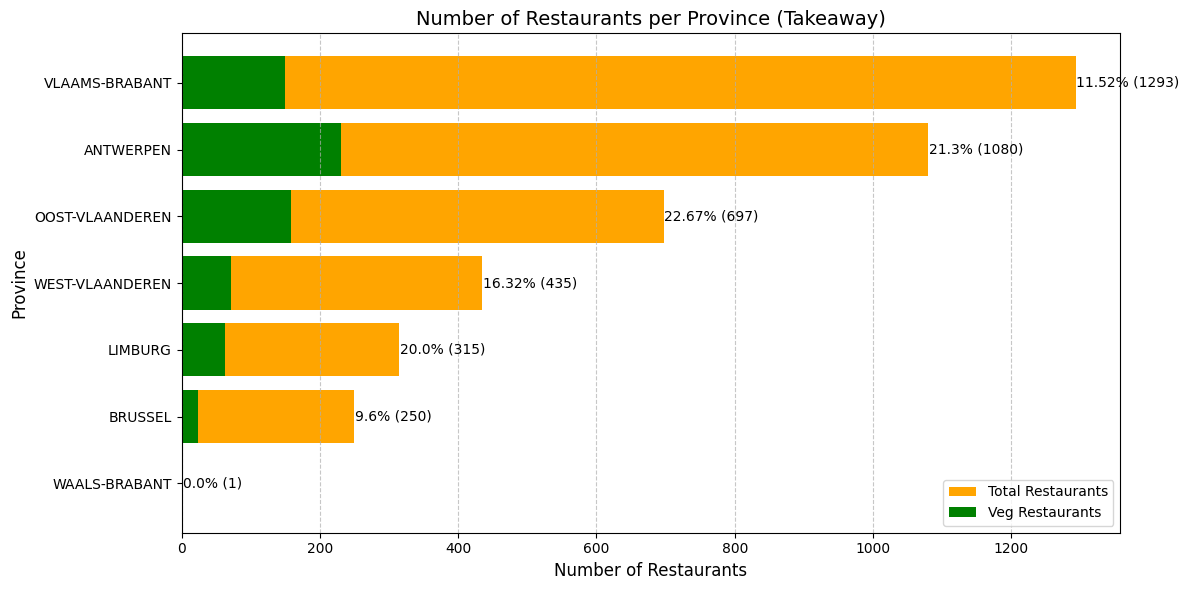 Number of Restaurants per Province (Takeaway)
Province
VLAAMS-BRABANT
11.52% (1293)
ANTWERPEN
21.3% (1080)
OOST-VLAANDEREN
22.67% (697)
WEST-VLAANDEREN
16.32% (435)
LIMBURG
20.0% (315)
BRUSSEL
9.6% (250)
WAALS-BRABANT
0.0% (1)
Total Restaurants
Veg Restaurants
0 200 400 600 800 1000 1200
Number of Restaurants